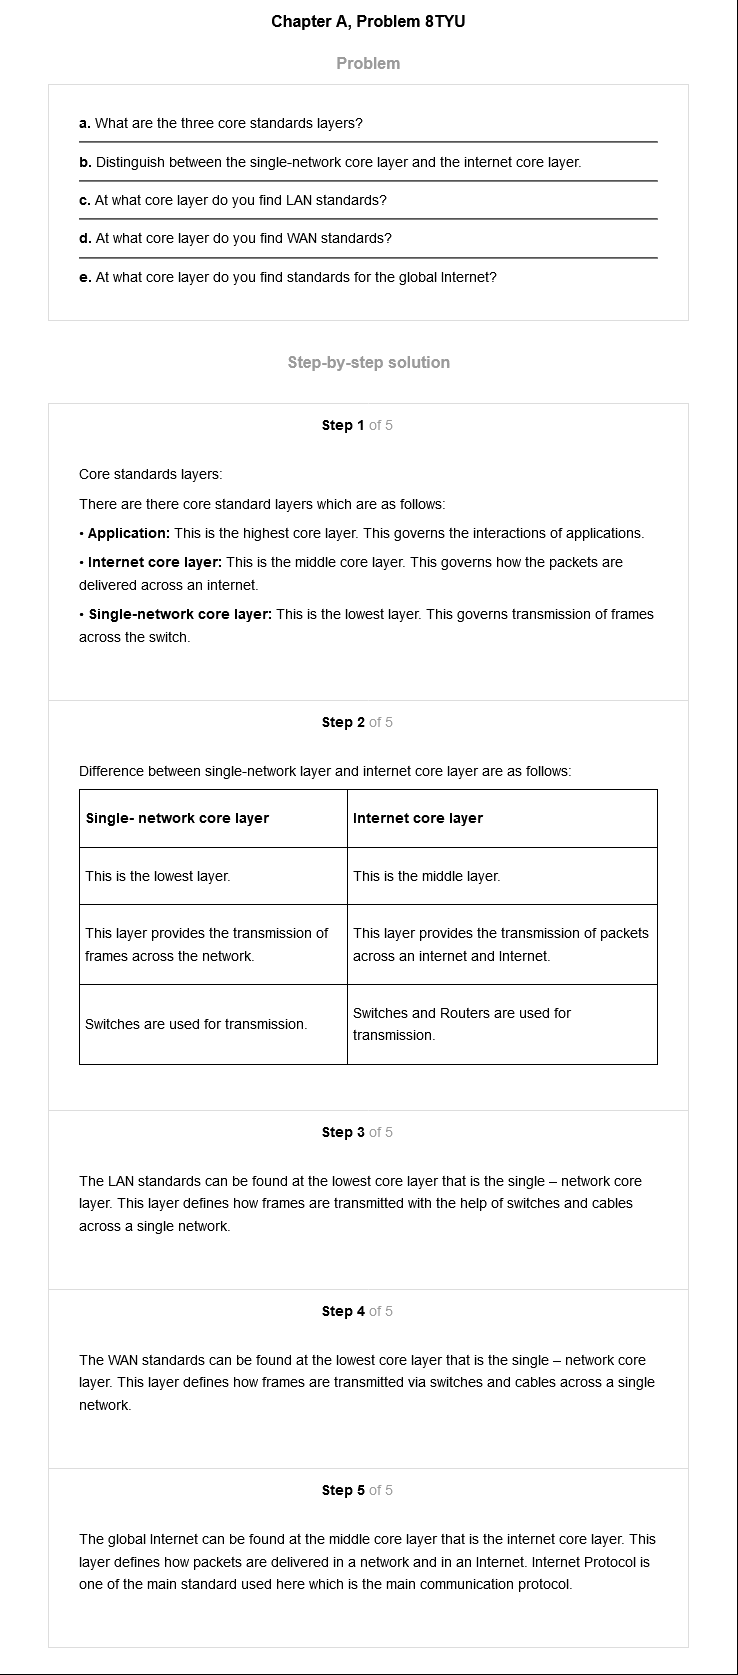 Chapter A, Problem 8TYU
Problem
a. What are the three core standards layers?
b. Distinguish between the single-network core layer and the internet core layer.
c. At what core layer do you find LAN standards?
d. At what core layer do you find WAN standards?
e. At what core layer do you find standards for the global Internet?
Step-by-step solution
Step 1 of 5
Core standards layers:
There are there core standard layers which are as follows:
• Application: This is the highest core layer. This governs the interactions of applications.
• Internet core layer: This is the middle core layer. This governs how the packets are
delivered across an internet.
• Single-network core layer: This is the lowest layer. This governs transmission of frames
across the switch.
Step 2 of 5
Difference between single-network layer and internet core layer are as follows:
Single- network core layer
Internet core layer
This is the lowest layer.
This is the middle layer.
This layer provides the transmission of
frames across the network.
This layer provides the transmission of packets
across an internet and Internet.
Switches are used for transmission.
Switches and Routers are used for
transmission.
Step 3 of 5
The LAN standards can be found at the lowest core layer that is the single – network core
layer. This layer defines how frames are transmitted with the help of switches and cables
across a single network.
Step 4 of 5
The WAN standards can be found at the lowest core layer that is the single – network core
layer. This layer defines how frames are transmitted via switches and cables across a single
network.
Step 5 of 5
The global Internet can be found at the middle core layer that is the internet core layer. This
layer defines how packets are delivered in a network and in an Internet. Internet Protocol is
one of the main standard used here which is the main communication protocol.